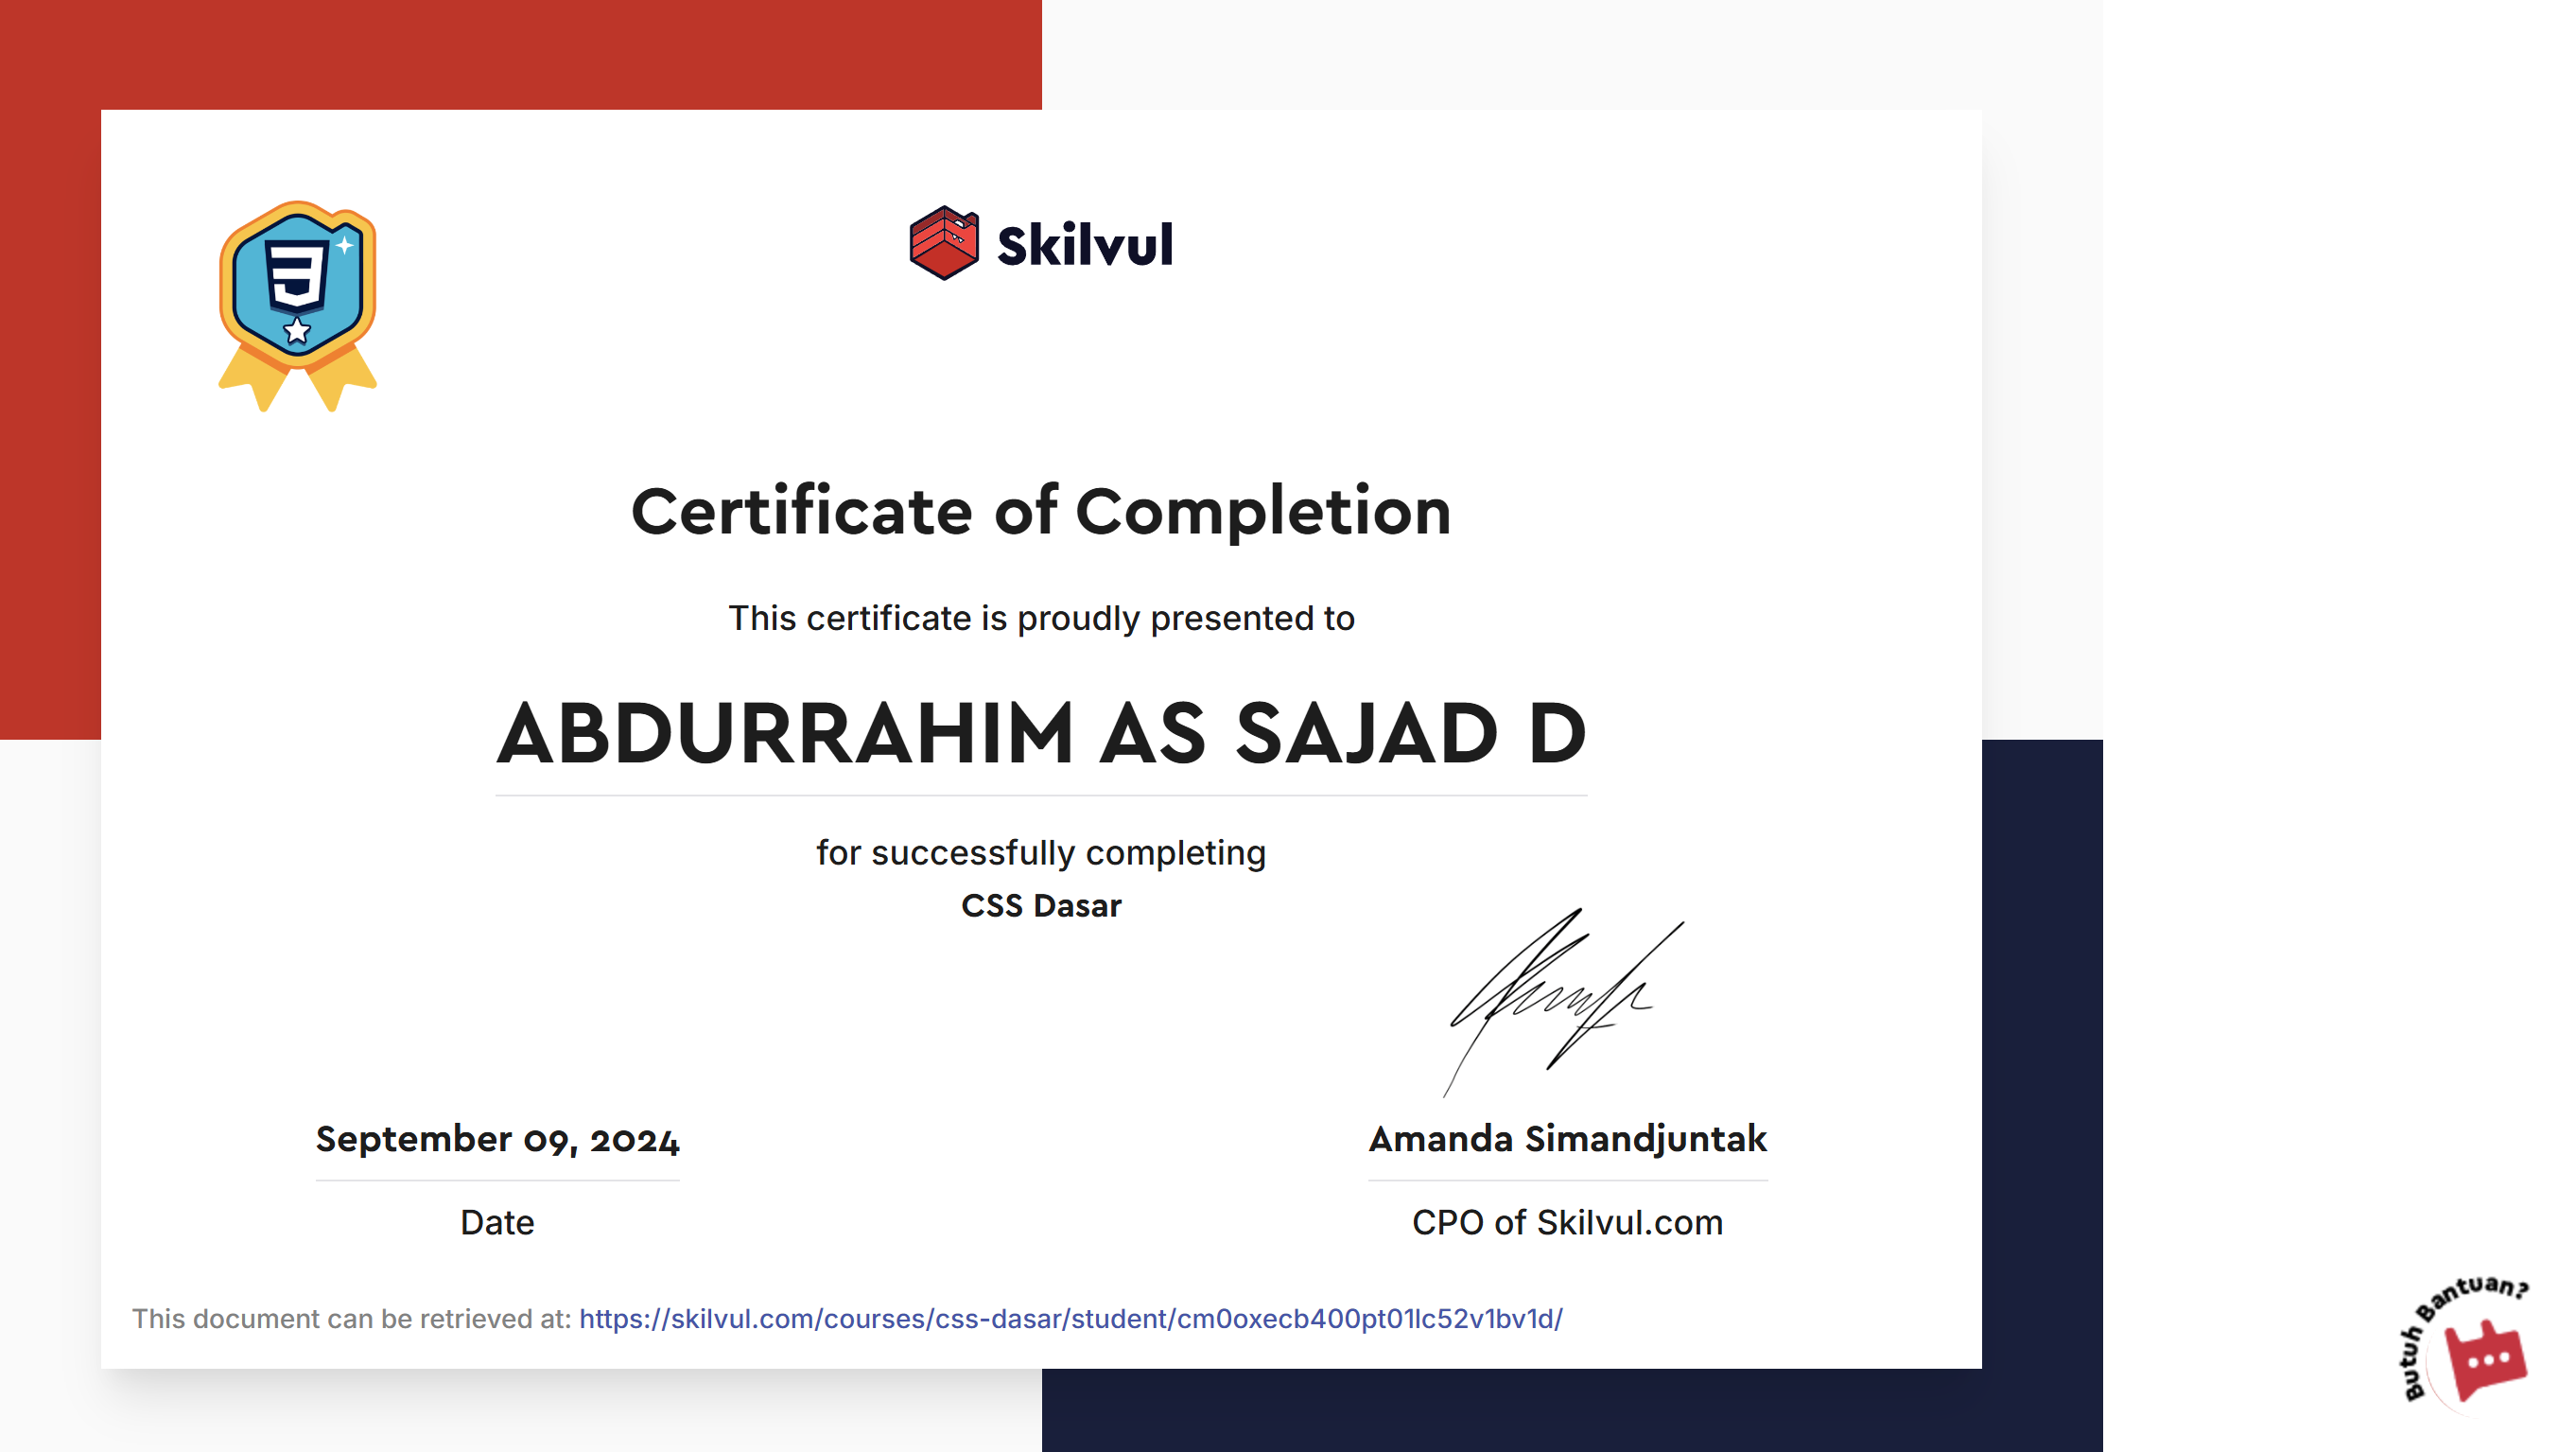 Skilvul
Certificate of Completion
This certificate is proudly presented to
ABDURRAHIM AS SAJAD D
for successfully completing
CSS Dasar
September 09, 2024
Date
Amanda Simandjuntak
CPO of Skilvul.com
This document can be retrieved at: https://skilvul.com/courses/css-dasar/student/cm0oxecb400pt01lc52v1bv1d/
Butuh Bantuan?